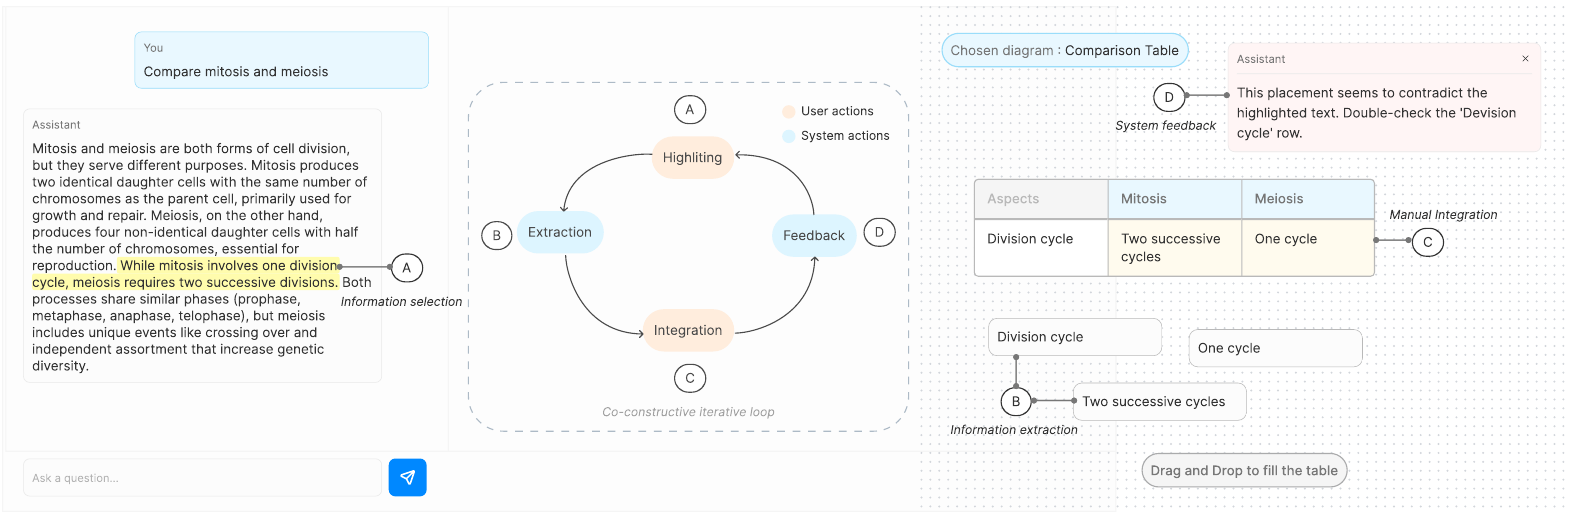 You
Compare mitosis and meiosis
Assistant
Mitosis and meiosis are both forms of cell division,
but they serve different purposes. Mitosis produces
two identical daughter cells with the same number of
chromosomes as the parent cell, primarily used for
growth and repair. Meiosis, on the other hand,
produces four non-identical daughter cells with half
the number of chromosomes, essential for
reproduction. While mitosis involves one division
cycle, meiosis requires two successive divisions. Both
processes share similar phases (prophase,
metaphase, anaphase, telophase), but meiosis
includes unique events like crossing over and
independent assortment that increase genetic
diversity.
A
Information selection
Ask a question...
A
User actions
System actions
Highliting
B
Extraction
Feedback
D
Integration
C
Co-constructive iterative loop
Chosen diagram : Comparison Table
D
System feedback
Assistant
×
This placement seems to contradict the
highlighted text. Double-check the 'Devision
cycle' row.
Aspects
Mitosis
Meiosis
Division cycle
Two successive
cycles
One cycle
Manual Integration
C
Division cycle
One cycle
B
Two successive cycles
Information extraction
Drag and Drop to fill the table